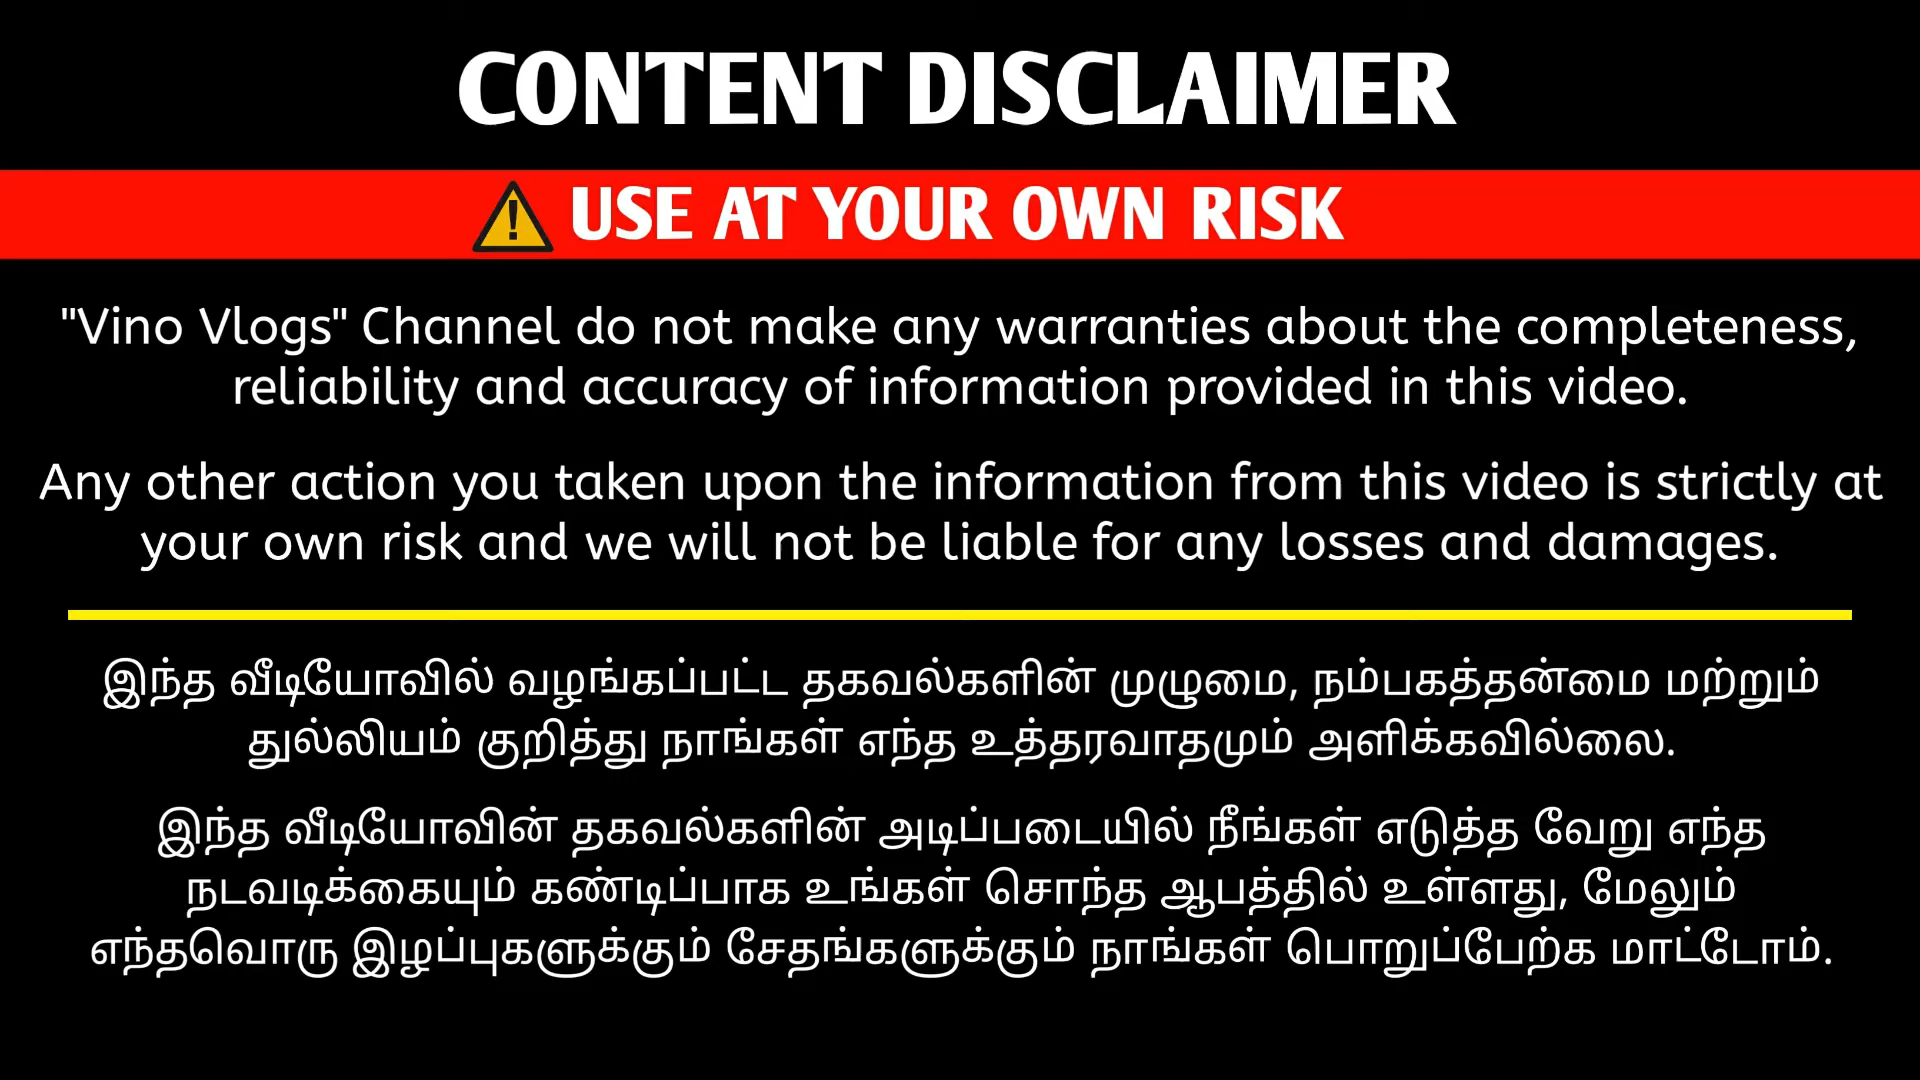 CONTENT DISCLAIMER
USE AT YOUR OWN RISK
"Vino Vlogs" Channel do not make any warranties about the completeness,
reliability and accuracy of information provided in this video.
Any other action you taken upon the information from this video is strictly at
your own risk and we will not be liable for any losses and damages.
இந்த வீடியோவில் வழங்கப்பட்ட தகவல்களின் முழுமை, நம்பகத்தன்மை மற்றும்
துல்லியம் குறித்து நாங்கள் எந்த உத்தரவாதமும் அளிக்கவில்லை.
இந்த வீடியோவின் தகவல்களின் அடிப்படையில் நீங்கள் எடுத்த வேறு எந்த
நடவடிக்கையும் கண்டிப்பாக உங்கள் சொந்த ஆபத்தில் உள்ளது, மேலும்
எந்தவொரு இழப்புகளுக்கும் சேதங்களுக்கும் நாங்கள் பொறுப்பேற்க மாட்டோம்.